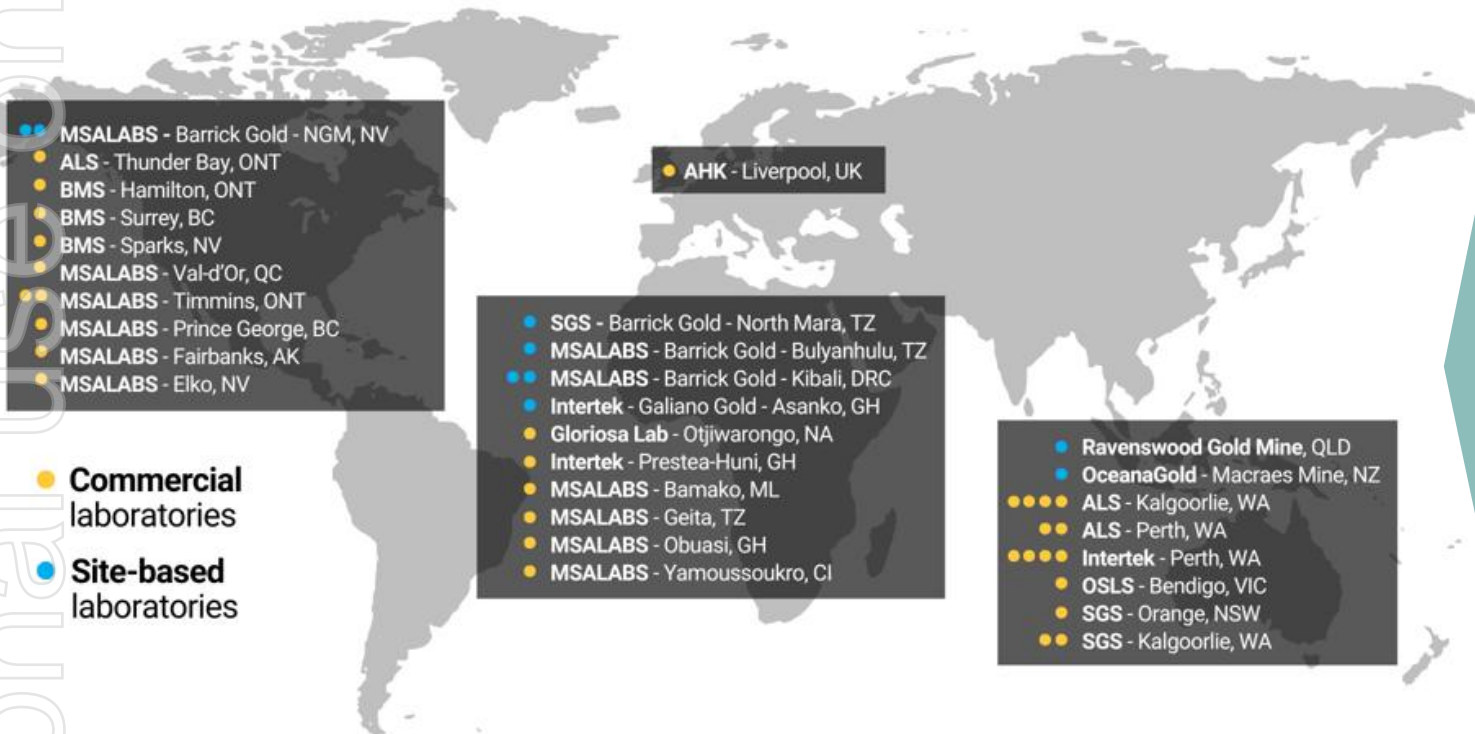 MSALABS - Barrick Gold - NGM, NV
ALS - Thunder Bay, ONT
BMS - Hamilton, ONT
BMS - Surrey, BC
BMS - Sparks, NV
MSALABS - Val-d'Or, QC
MSALABS - Timmins, ONT
MSALABS - Prince George, BC
MSALABS - Fairbanks, AK
MSALABS - Elko, NV
Commercial
laboratories
Site-based
laboratories
AHK - Liverpool, UK
SGS - Barrick Gold - North Mara, TZ
MSALABS - Barrick Gold - Bulyanhulu, TZ
MSALABS - Barrick Gold - Kibali, DRC
Intertek - Galiano Gold - Asanko, GH
Gloriosa Lab - Otjiwarongo, NA
Intertek - Prestea-Huni, GH
MSALABS - Bamako, ML
MSALABS - Geita, TZ
MSALABS - Obuasi, GH
MSALABS - Yamoussoukro, CI
Ravenswood Gold Mine, QLD
OceanaGold - Macraes Mine, NZ
ALS - Kalgoorlie, WA
ALS - Perth, WA
Intertek - Perth, WA
OSLS - Bendigo, VIC
SGS - Orange, NSW
SGS - Kalgoorlie, WA
use